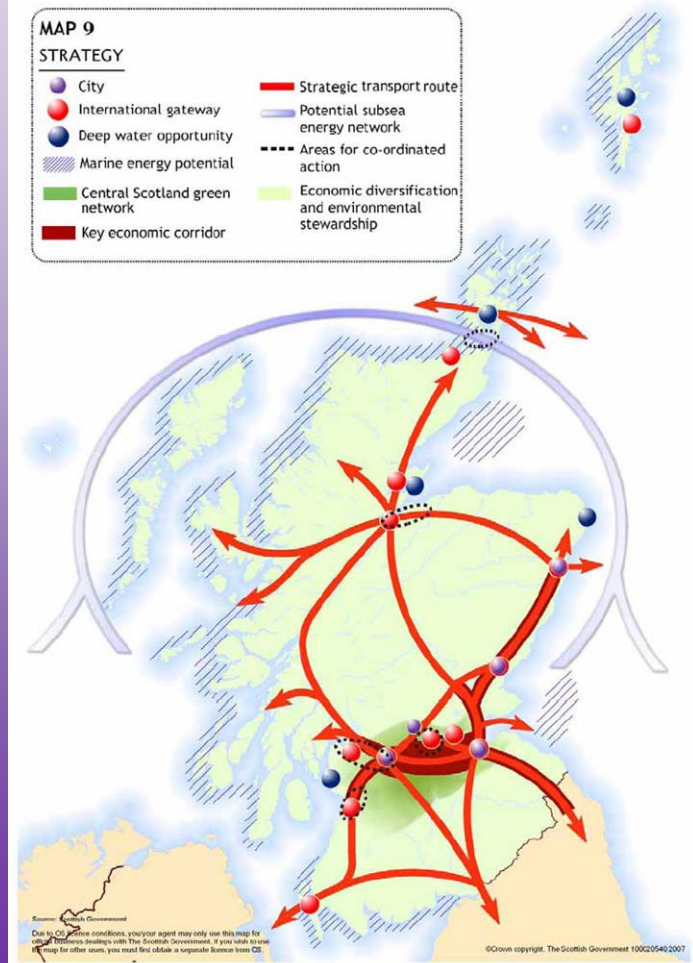 MAP 9
STRATEGY
City
International gateway
Deep water opportunity
Marine energy potential
Central Scotland green
network
Key economic corridor
Strategic transport route
Potential subsea
energy network
Areas for co-ordinated
action
Economic diversification
and environmental
stewardship
Source: Scottish Government
Due to OS licence conditions, you/your agent may only use this map for
official business dealings with The Scottish Government. If you wish to use
the map for other uses, you must first obtain a separate licence from OS.
©Crown copyright. The Scottish Government 100020540 2007